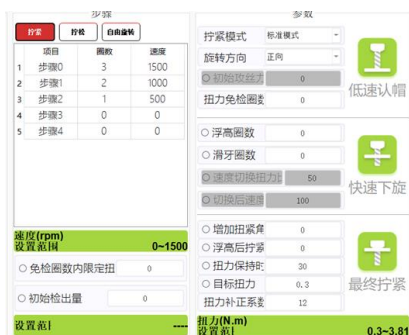 步骤
拧紧 拧松 自由旋转
项目 圈数 速度
1 步骤0 3 1500
2 步骤1 2 1000
3 步骤2 1 500
4 步骤3 0 0
5 步骤4 0 0
速度(rpm)
设置范围 0~1500
免检圈数内限定扭 0
初始检出量 0
设置范 ----
参数
拧紧模式 标准模式
旋转方向 正向
初始攻丝力 0
扭力免检圈数
低速认帽
浮高圈数 0
滑牙圈数 0
速度切换扭力比 50
切换后速度 100
快速下旋
增加扭紧角 0
浮高后拧紧 0
扭力保持时 30
目标扭力 0.3
扭力补正系数 12
最终拧紧
扭力(N.m)
设置范 0.3~3.81